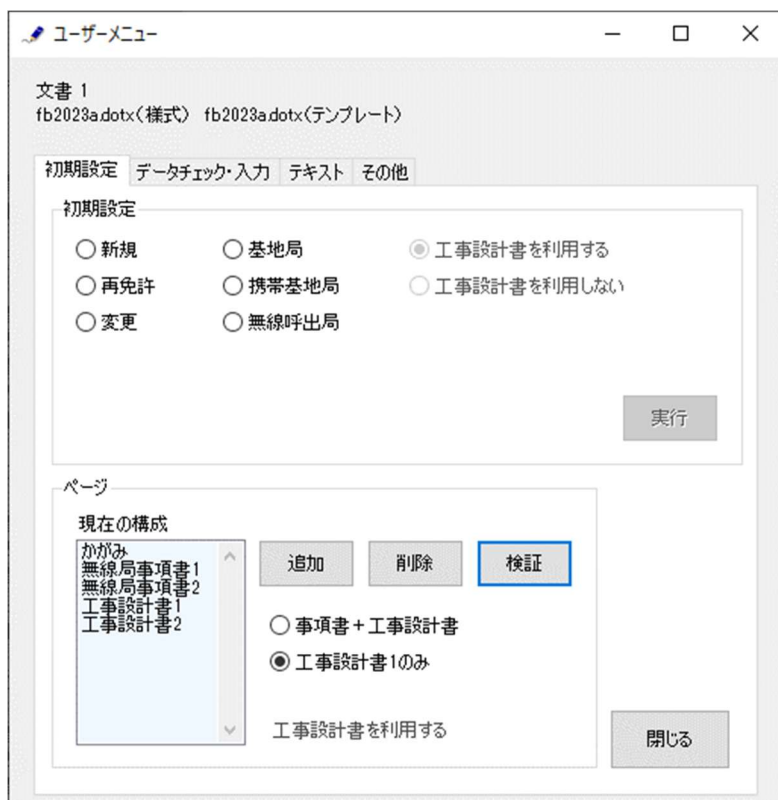 ユーザーメニュー
文書 1
fb2023a.dotx(様式) fb2023a.dotx(テンプレート)
初期設定 データチェック・入力 テキスト その他
初期設定
新規 基地局 工事設計書を利用する
再免許 携帯基地局 工事設計書を利用しない
変更 無線呼出局
実行
ページ
現在の構成
かがみ
無線局事項書1
無線局事項書2
工事設計書1
工事設計書2
追加 削除 検証
事項書+工事設計書
工事設計書1のみ
工事設計書を利用する
閉じる